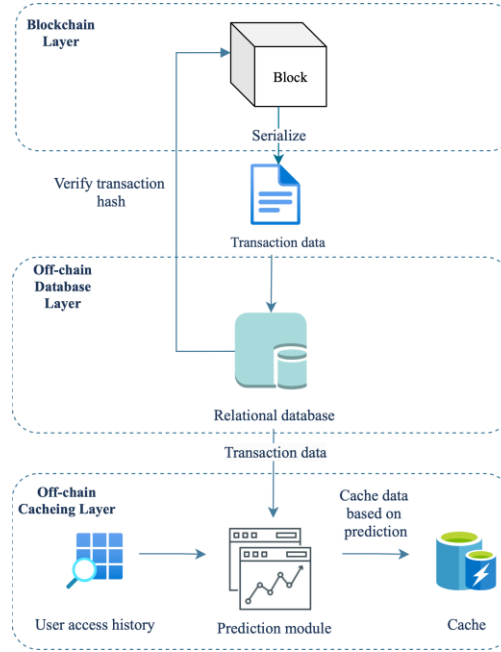 Blockchain
Layer
Block
Serialize
Verify transaction
hash
Transaction data
Off-chain
Database
Layer
Relational database
Transaction data
Off-chain
Cacheing Layer
Cache data
based on
prediction
User access history
Prediction module
Cache